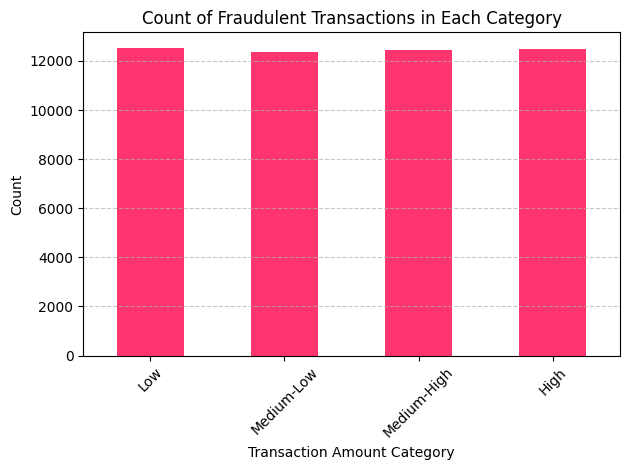 Count of Fraudulent Transactions in Each Category
12000
10000
8000
6000
4000
2000
0
Count
Low
Medium-Low
Medium-High
High
Transaction Amount Category